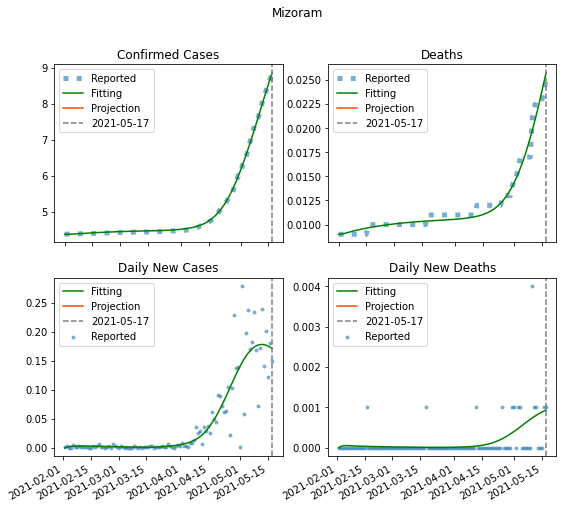 Mizoram
Confirmed Cases
9
8
7
6
5
Reported
Fitting
Projection
2021-05-17
Deaths
0.0250
0.0225
0.0200
0.0175
0.0150
0.0125
0.0100
Reported
Fitting
Projection
2021-05-17
Daily New Cases
0.25
0.20
0.15
0.10
0.05
0.00
Fitting
Projection
2021-05-17
Reported
2021-02-01
2021-02-15
2021-03-01
2021-03-15
2021-04-01
2021-04-15
2021-05-01
2021-05-15
Daily New Deaths
0.004
0.003
0.002
0.001
0.000
Fitting
Projection
2021-05-17
Reported
2021-02-01
2021-02-15
2021-03-01
2021-03-15
2021-04-01
2021-04-15
2021-05-01
2021-05-15